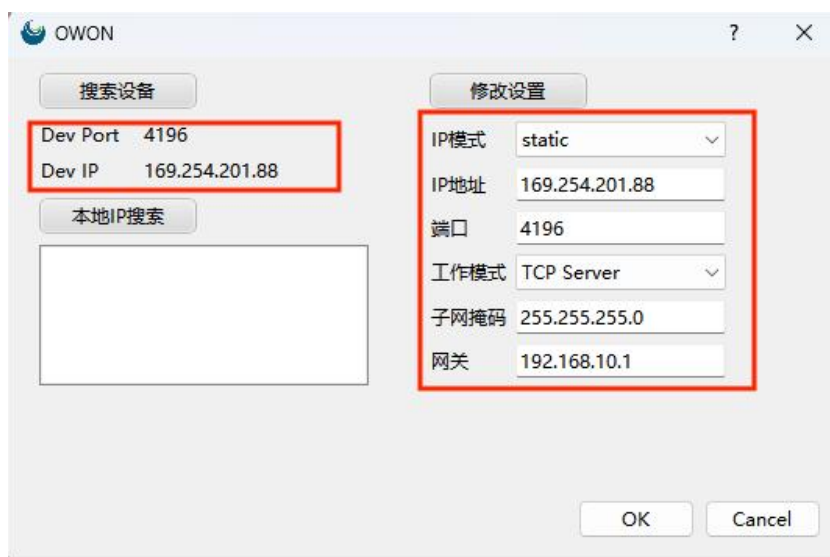 OWON
搜索设备
Dev Port 4196
Dev IP 169.254.201.88
本地IP搜索
修改设置
IP模式 static
IP地址 169.254.201.88
端口 4196
工作模式 TCP Server
子网掩码 255.255.255.0
网关 192.168.10.1
OK Cancel